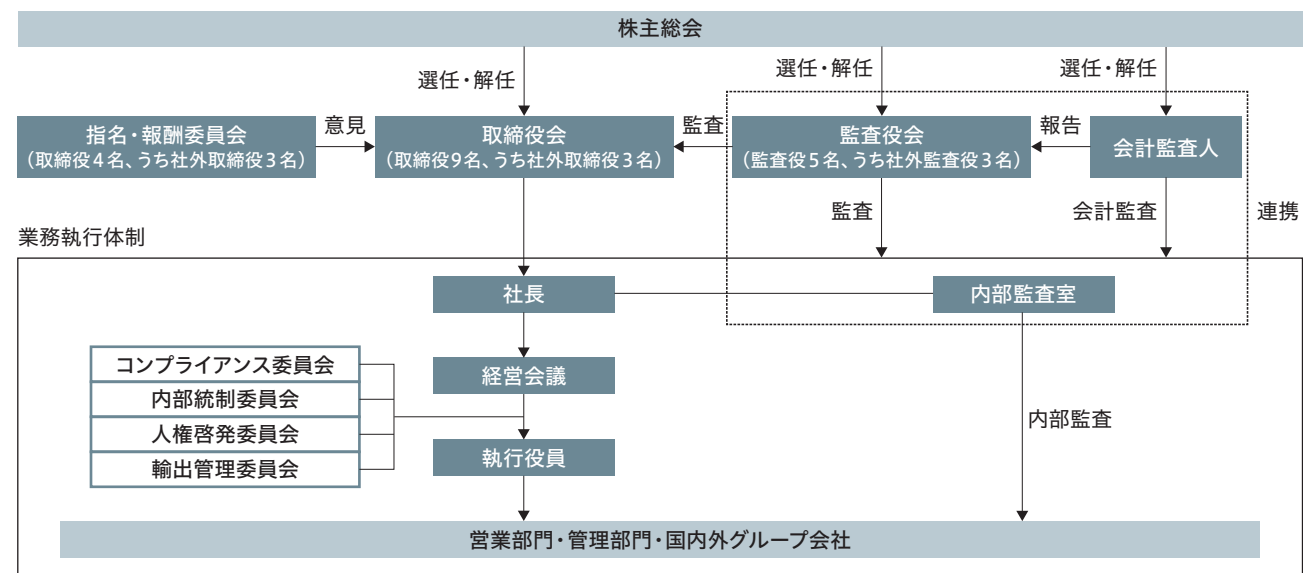 株主総会
選任・解任
選任・解任
選任・解任
指名・報酬委員会
（取締役4名、うち社外取締役3名）
意見
取締役会
（取締役9名、うち社外取締役3名）
監査
監査役会
（監査役5名、うち社外監査役3名）
報告
会計監査人
監査
会計監査
連携
業務執行体制
社長
内部監査室
コンプライアンス委員会
内部統制委員会
人権啓発委員会
輸出管理委員会
経営会議
内部監査
執行役員
営業部門・管理部門・国内外グループ会社